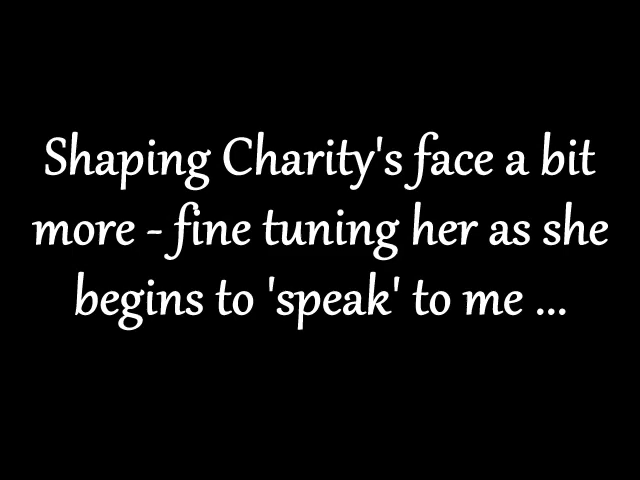 Shaping Charity's face a bit
more - fine tuning her as she
begins to 'speak' to me ...